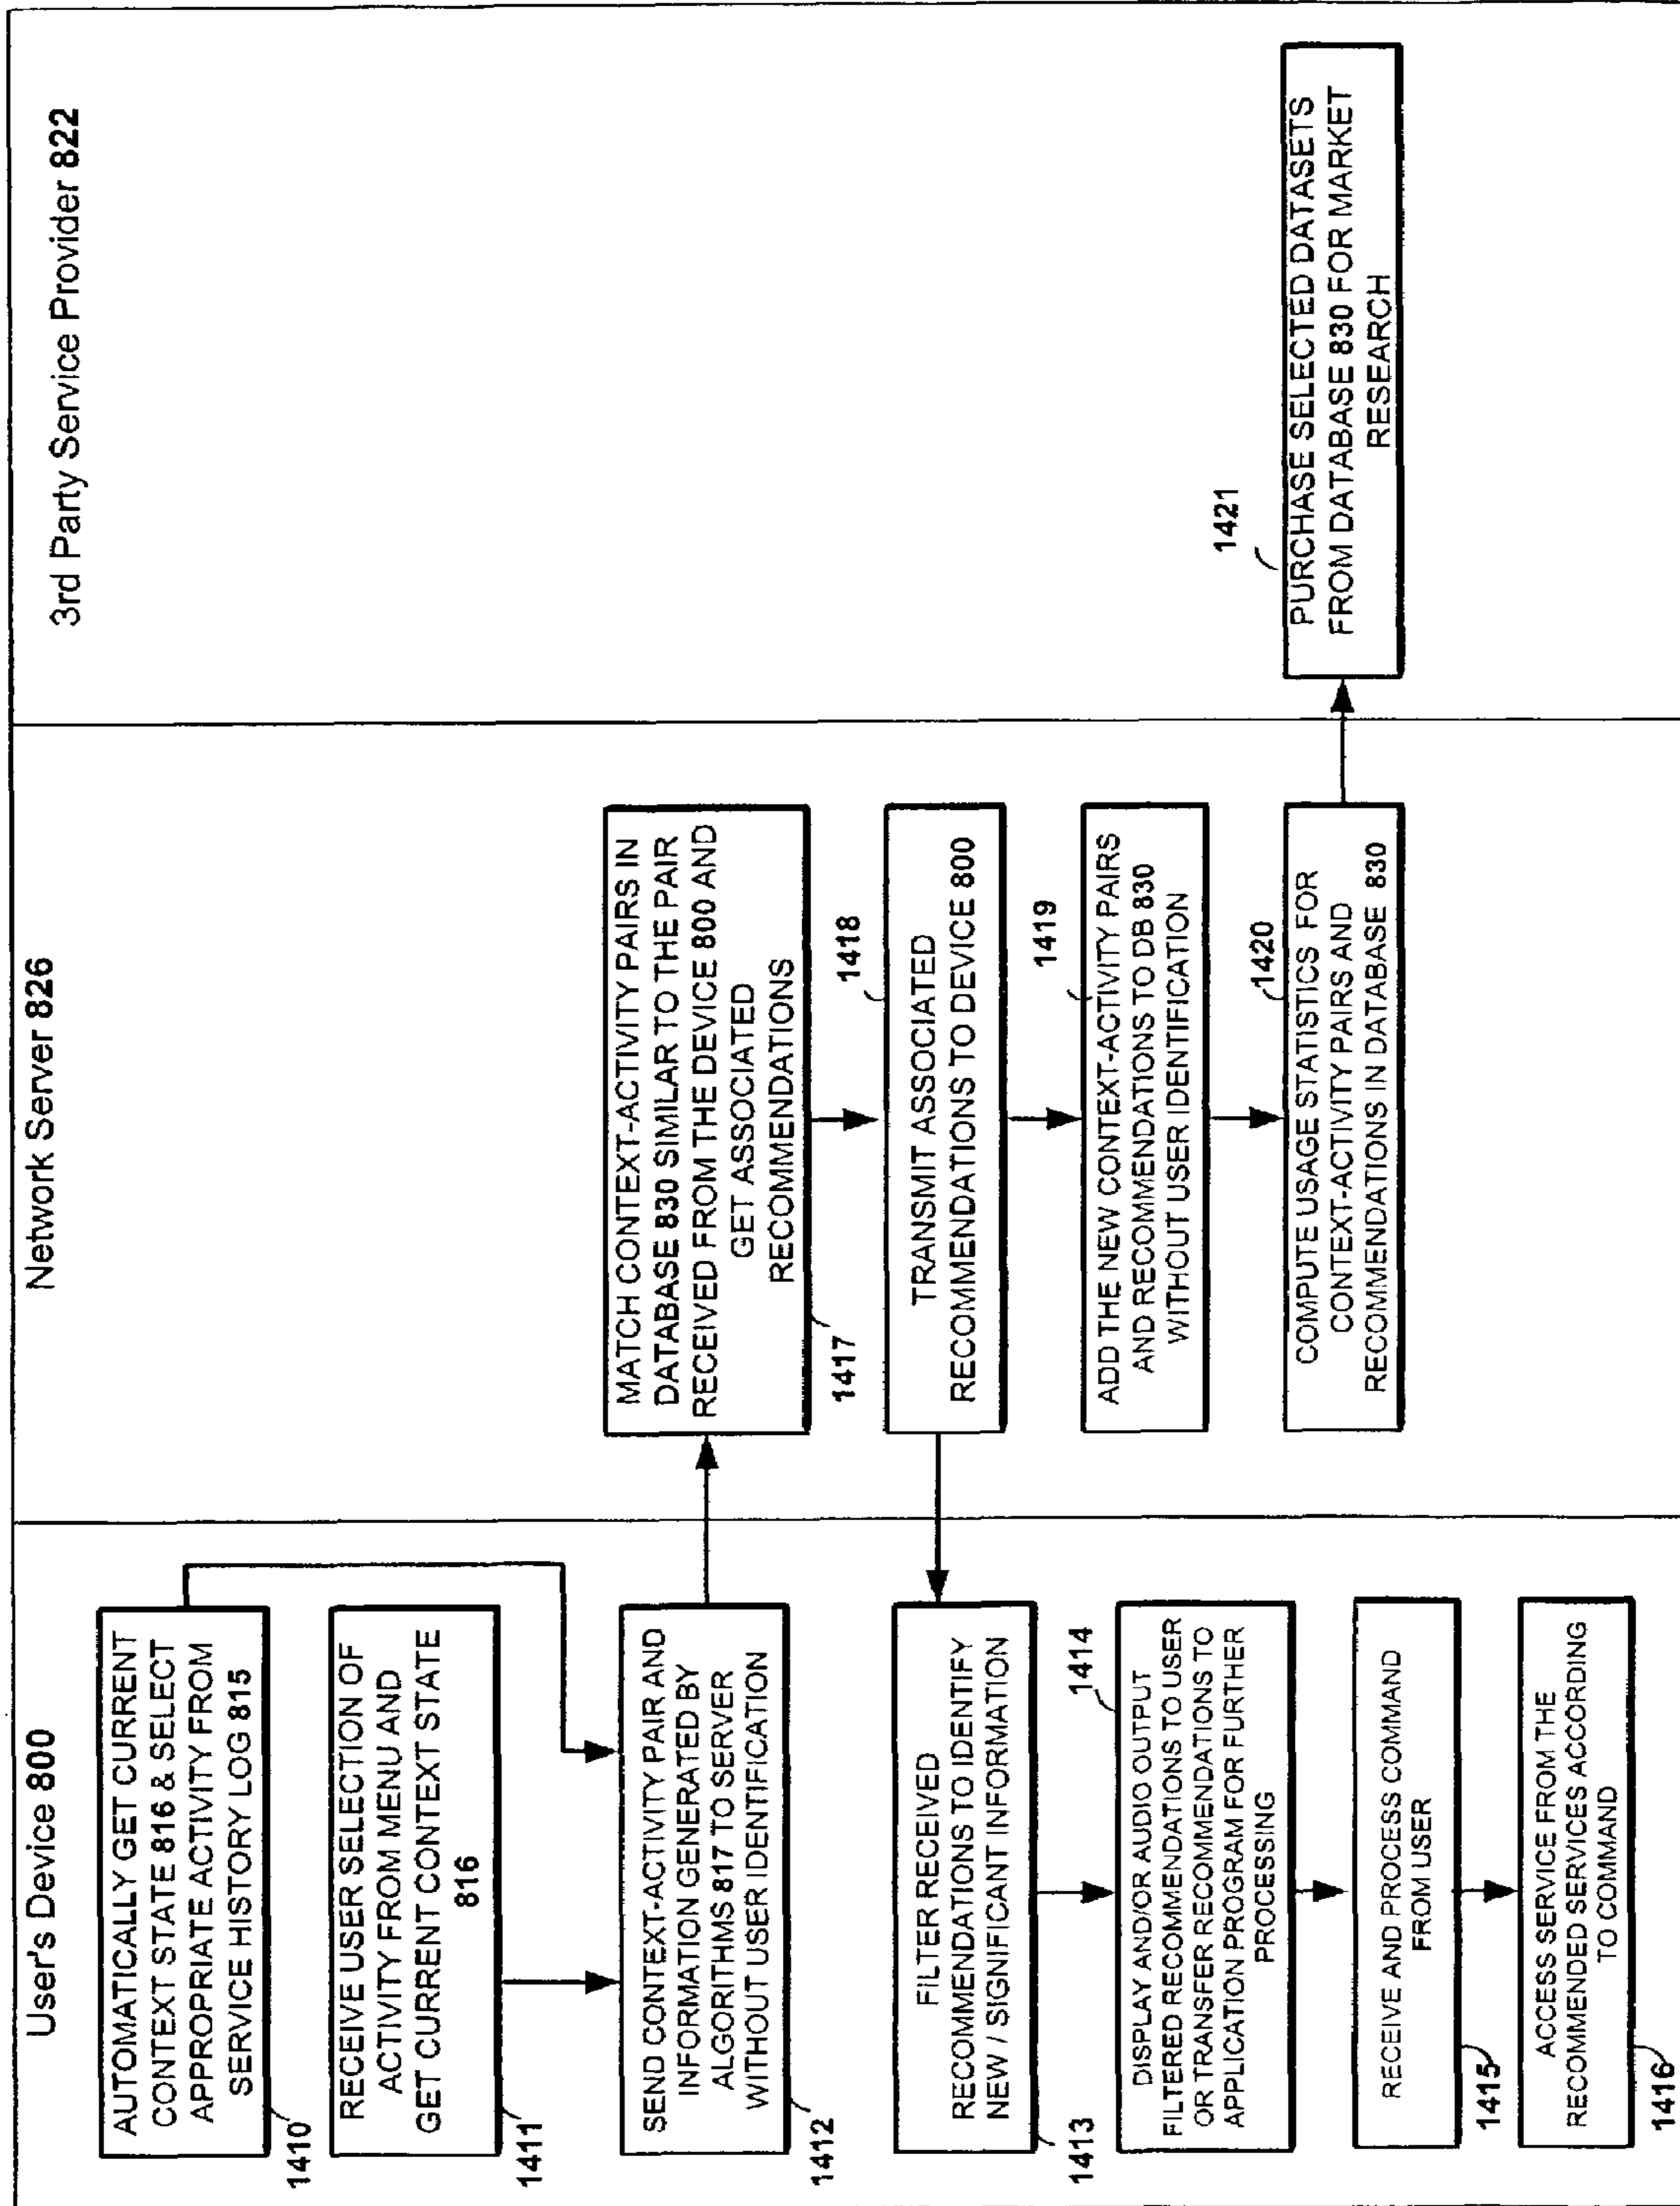 User's Device 800
AUTOMATICALLY GET CURRENT
CONTEXT STATE 816 & SELECT
APPROPRIATE ACTIVITY FROM
SERVICE HISTORY LOG 815
1410
RECEIVE USER SELECTION OF
ACTIVITY FROM MENU AND
GET CURRENT CONTEXT STATE
816
1411
SEND CONTEXT-ACTIVITY PAIR AND
INFORMATION GENERATED BY
ALGORITHMS 817 TO SERVER
WITHOUT USER IDENTIFICATION
1412
FILTER RECEIVED
RECOMMENDATIONS TO IDENTIFY
NEW / SIGNIFICANT INFORMATION
1413
1414
DISPLAY AND/OR AUDIO OUTPUT
FILTERED RECOMMENDATIONS TO USER
OR TRANSFER RECOMMENDATIONS TO
APPLICATION PROGRAM FOR FURTHER
PROCESSING
RECEIVE AND PROCESS COMMAND
FROM USER
1415
ACCESS SERVICE FROM THE
RECOMMENDED SERVICES ACCORDING
TO COMMAND
1416
Network Server 826
MATCH CONTEXT-ACTIVITY PAIRS IN
DATABASE 830 SIMILAR TO THE PAIR
RECEIVED FROM THE DEVICE 800 AND
GET ASSOCIATED
RECOMMENDATIONS
1417
1418
TRANSMIT ASSOCIATED
RECOMMENDATIONS TO DEVICE 800
1419
ADD THE NEW CONTEXT-ACTIVITY PAIRS
AND RECOMMENDATIONS TO DB 830
WITHOUT USER IDENTIFICATION
1420
COMPUTE USAGE STATISTICS FOR
CONTEXT-ACTIVITY PAIRS AND
RECOMMENDATIONS IN DATABASE 830
3rd Party Service Provider 822
1421
PURCHASE SELECTED DATASETS
FROM DATABASE 830 FOR MARKET
RESEARCH